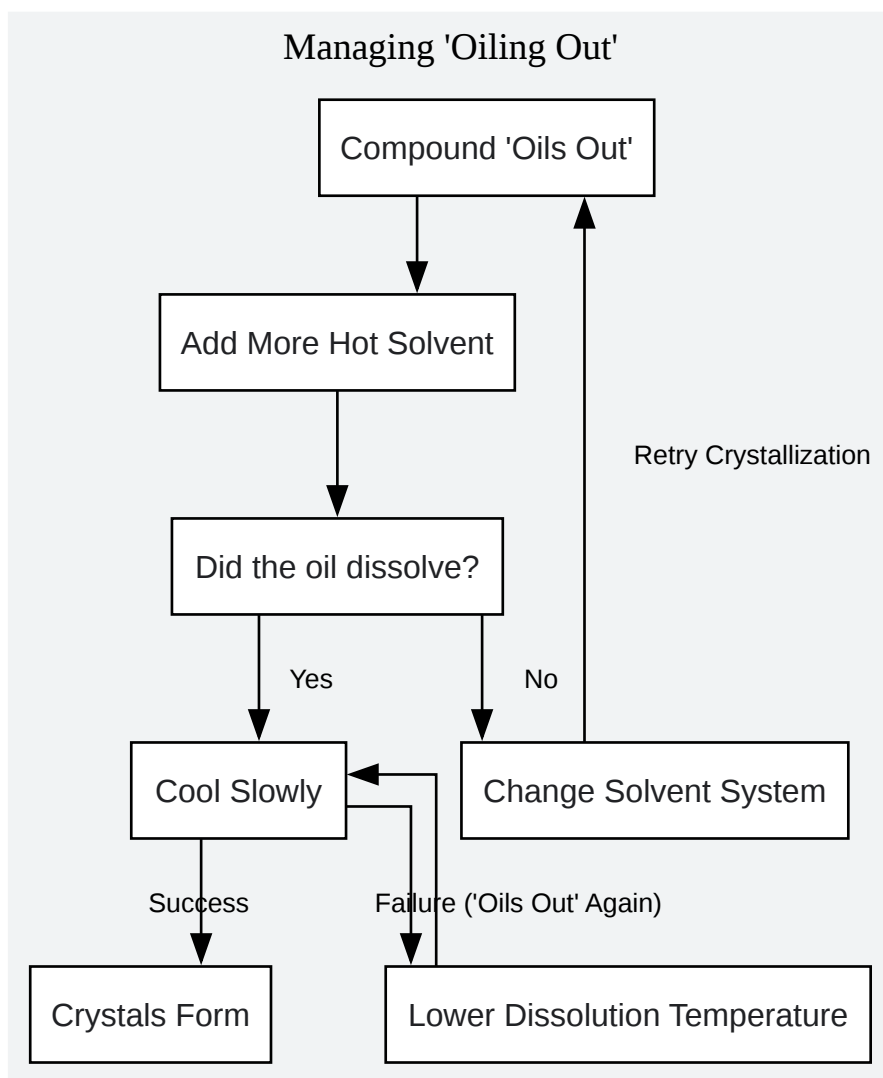 Managing 'Oiling Out'
Compound 'Oils Out'
Add More Hot Solvent
Retry Crystallization
Did the oil dissolve?
Yes
No
Cool Slowly
Change Solvent System
Success
Failure ('Oils Out' Again)
Crystals Form
Lower Dissolution Temperature